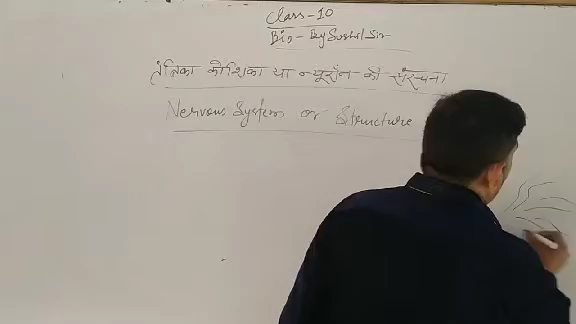 Class-10
Bio- By Sushil Sir
तंत्रिका कोशिका या न्यूरॉन की संरचना
Nervous System or Structure